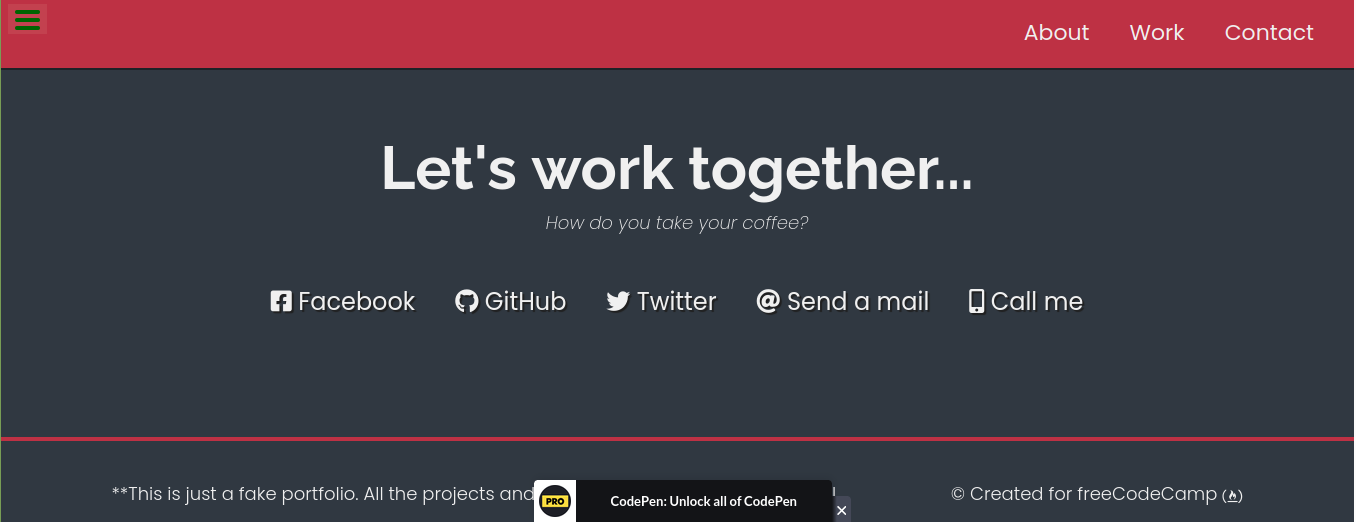 About Work Contact
Let's work together...
How do you take your coffee?
Facebook GitHub Twitter @ Send a mail Call me
**This is just a fake portfolio. All the projects and
© Created for freeCodeCamp
PRO CodePen: Unlock all of CodePen ×